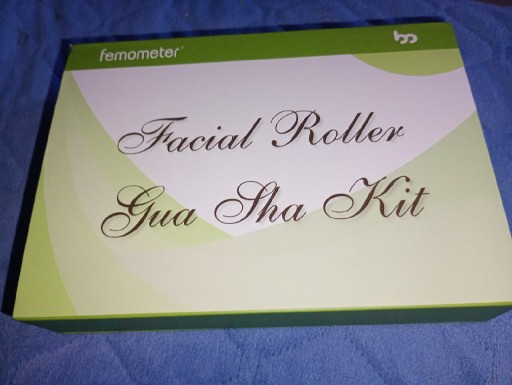 femometer
Facial Roller
Gua Sha Kit